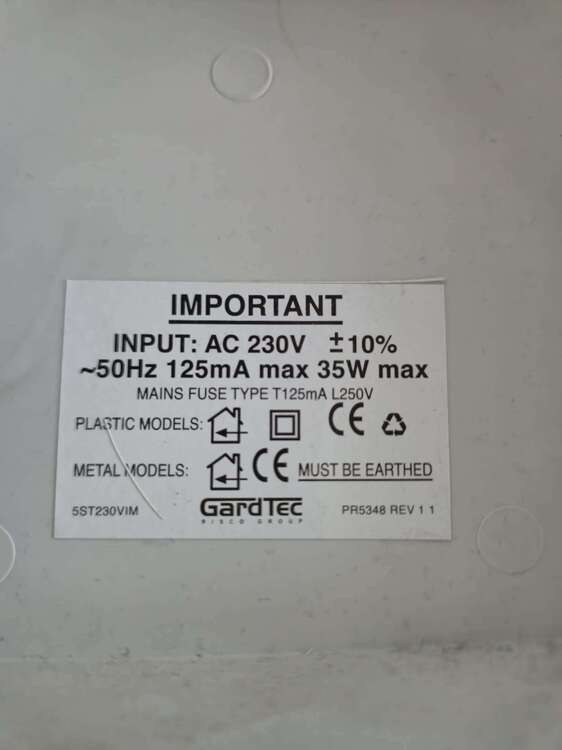 IMPORTANT
INPUT: AC 230V ±10%
~50Hz 125mA max 35W max
MAINS FUSE TYPE T125mA L250V
PLASTIC MODELS: CE
METAL MODELS: CE MUST BE EARTHED
5ST230VIM GardTec PR5348 REV 1 1
RISCO GROUP